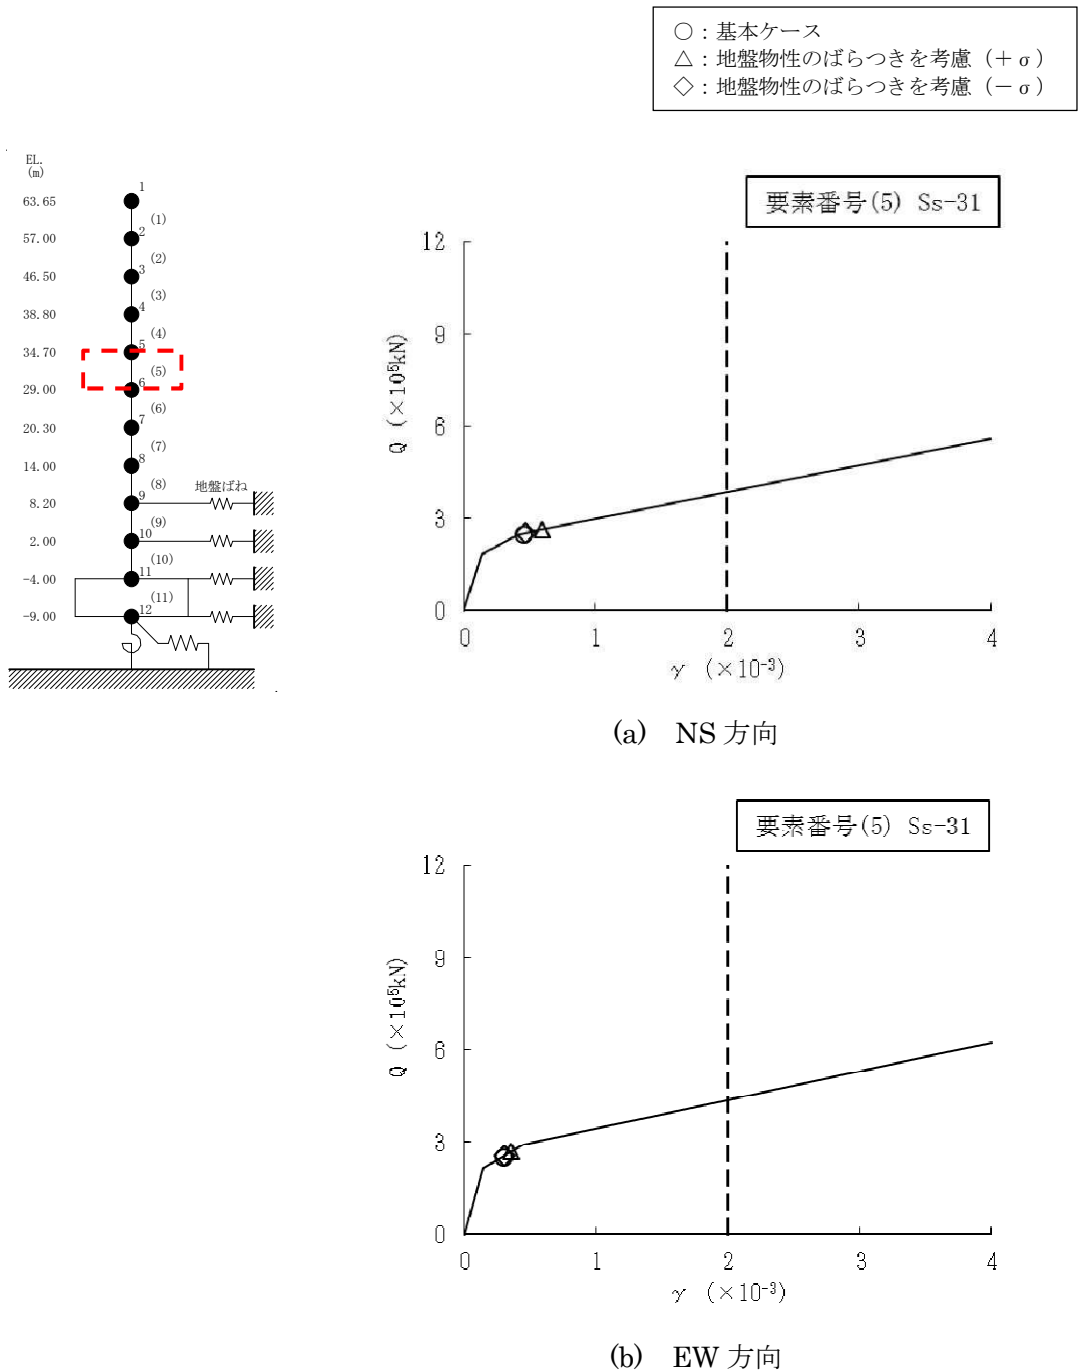 ○：基本ケース
△：地盤物性のばらつきを考慮（＋σ）
◇：地盤物性のばらつきを考慮（－σ）
EL.
(m)
63.65
57.00
46.50
38.80
34.70
29.00
20.30
14.00
8.20
2.00
-4.00
-9.00
1
(1)
2
(2)
3
(3)
4
(4)
5
(5)
6
(6)
7
(7)
8
(8)
9
(9)
10
(10)
11
(11)
12
地盤ばね
要素番号(5) Ss-31
Q (×10⁵kN)
12
9
6
3
0
0 1 2 3 4
γ (×10⁻³)
(a) NS 方向
要素番号(5) Ss-31
Q (×10⁵kN)
12
9
6
3
0
0 1 2 3 4
γ (×10⁻³)
(b) EW 方向